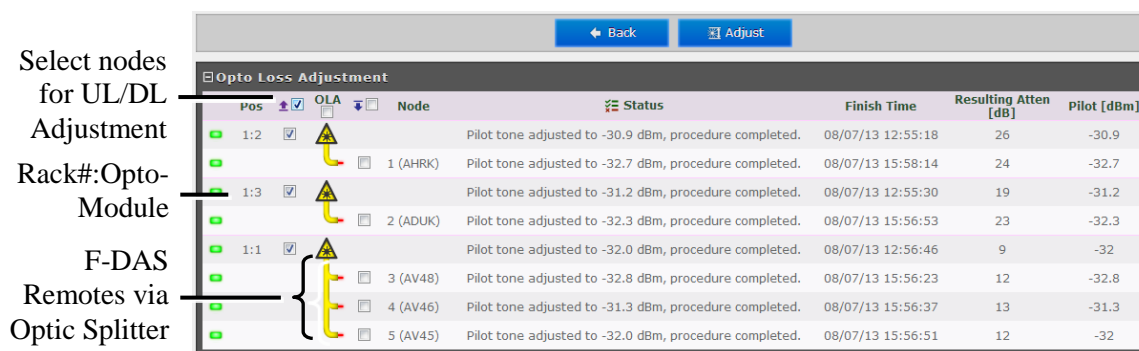 Back Adjust
Select nodes
for UL/DL
Adjustment
Rack#:Opto-
Module
F-DAS
Remotes via
Optic Splitter
Opto Loss Adjustment
Pos OLA Node Status Finish Time Resulting Atten [dB] Pilot [dBm]
1:2 Pilot tone adjusted to -30.9 dBm, procedure completed. 08/07/13 12:55:18 26 -30.9
1 (AHRK) Pilot tone adjusted to -32.7 dBm, procedure completed. 08/07/13 15:58:14 24 -32.7
1:3 Pilot tone adjusted to -31.2 dBm, procedure completed. 08/07/13 12:55:30 19 -31.2
2 (ADUK) Pilot tone adjusted to -32.3 dBm, procedure completed. 08/07/13 15:56:53 23 -32.3
1:1 Pilot tone adjusted to -32.0 dBm, procedure completed. 08/07/13 12:56:46 9 -32
3 (AV48) Pilot tone adjusted to -32.8 dBm, procedure completed. 08/07/13 15:56:23 12 -32.8
4 (AV46) Pilot tone adjusted to -31.3 dBm, procedure completed. 08/07/13 15:56:37 13 -31.3
5 (AV45) Pilot tone adjusted to -32.0 dBm, procedure completed. 08/07/13 15:56:51 12 -32